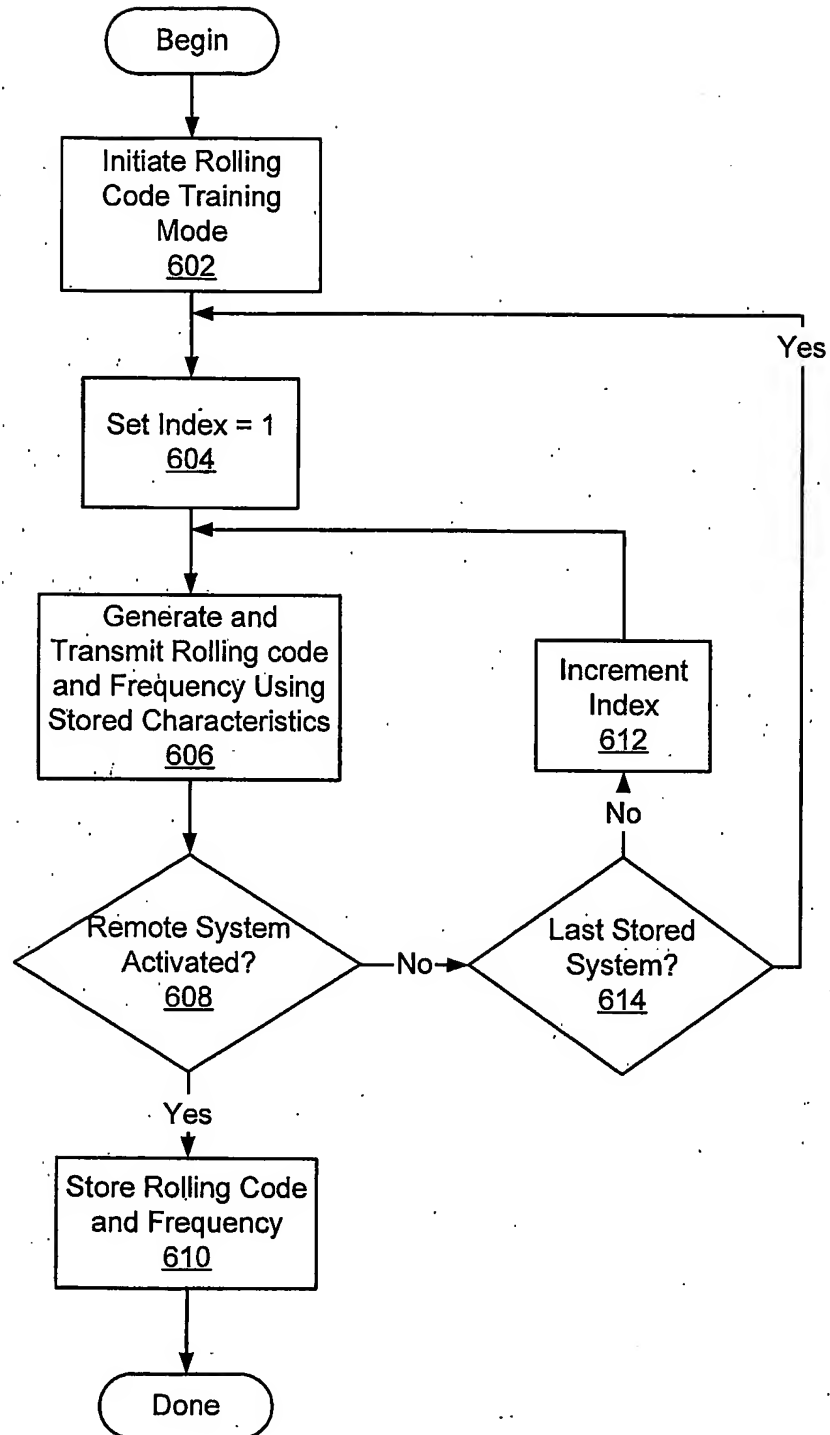 Begin
Initiate Rolling
Code Training
Mode
602
Yes
Set Index = 1
604
Generate and
Transmit Rolling code
and Frequency Using
Stored Characteristics
606
Increment
Index
612
No
Remote System
Activated?
608
No
Last Stored
System?
614
Yes
Store Rolling Code
and Frequency
610
Done